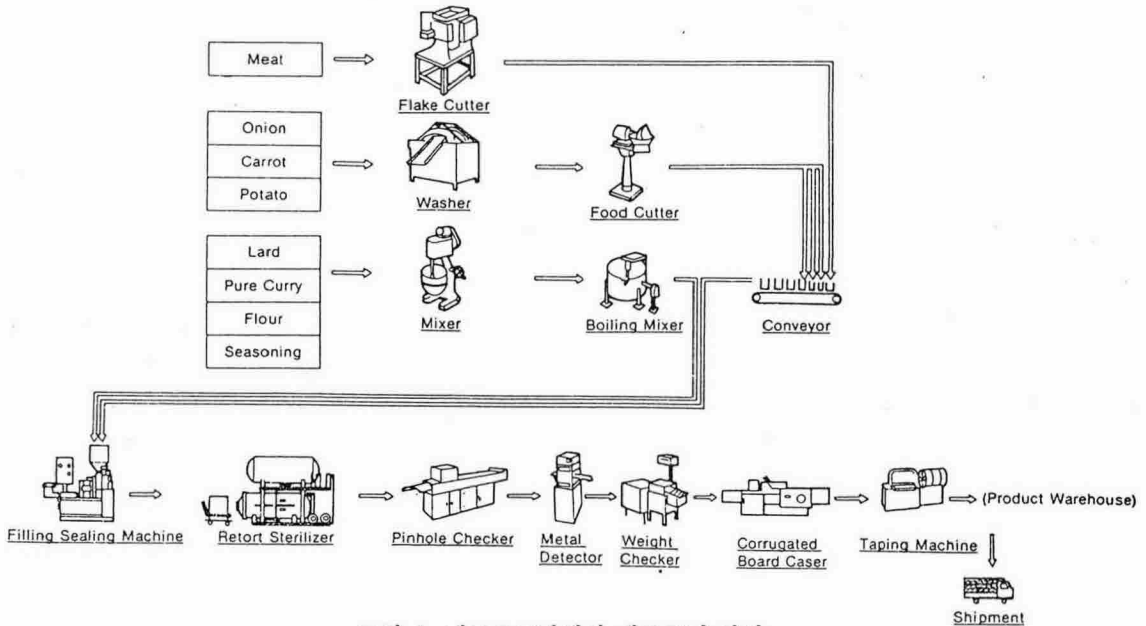 Meat
Flake Cutter
Onion
Carrot
Potato
Washer
Food Cutter
Lard
Pure Curry
Flour
Seasoning
Mixer
Boiling Mixer
Conveyor
Filling Sealing Machine
Retort Sterilizer
Pinhole Checker
Metal
Detector
Weight
Checker
Corrugated
Board Caser
Taping Machine
(Product Warehouse)
Shipment